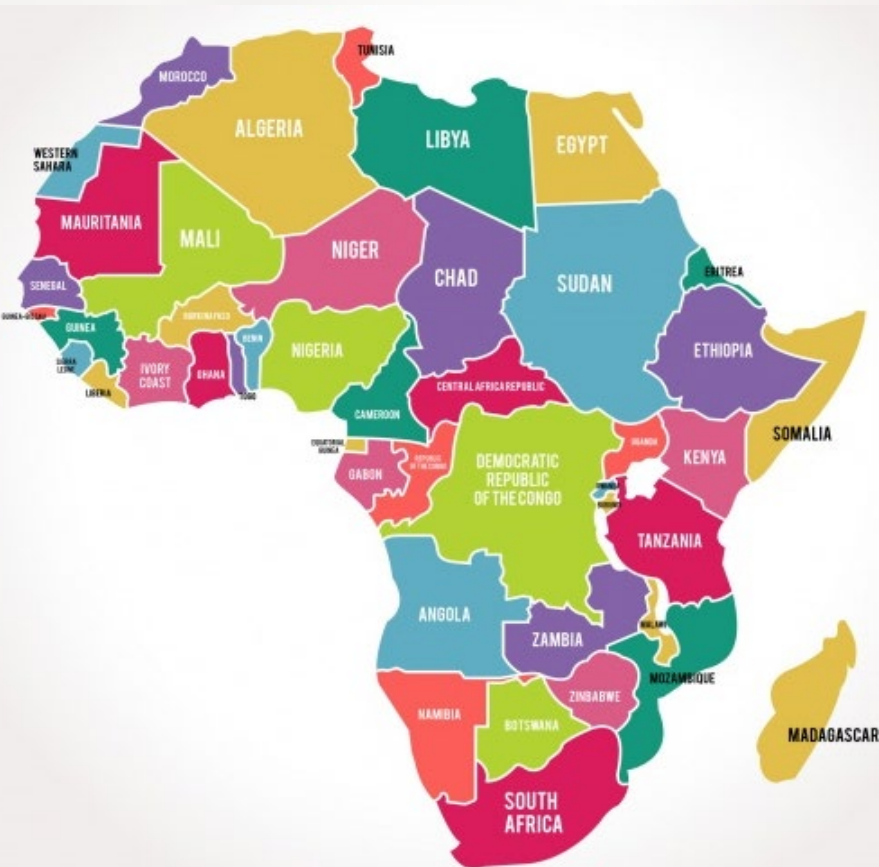 TUNISIA
MOROCCO
ALGERIA
LIBYA
EGYPT
WESTERN
SAHARA
MAURITANIA
MALI
NIGER
CHAD
SUDAN
ERITREA
SENEGAL
GUINEA-BISSAU
GUINEA
BURKINA FASO
BENIN
NIGERIA
ETHIOPIA
SIERRA
LEONE
IVORY
COAST
GHANA
LIBERIA
TOGO
CENTRAL AFRICA REPUBLIC
CAMEROON
SOMALIA
EQUATORIAL
GUINEA
UGANDA
KENYA
REPUBLIC
OF THE CONGO
GABON
DEMOCRATIC
REPUBLIC
OF THE CONGO
RWANDA
BURUNDI
TANZANIA
ANGOLA
MALAWI
ZAMBIA
MOZAMBIQUE
ZINBABWE
NAMIBIA
BOTSWANA
MADAGASCAR
SOUTH
AFRICA